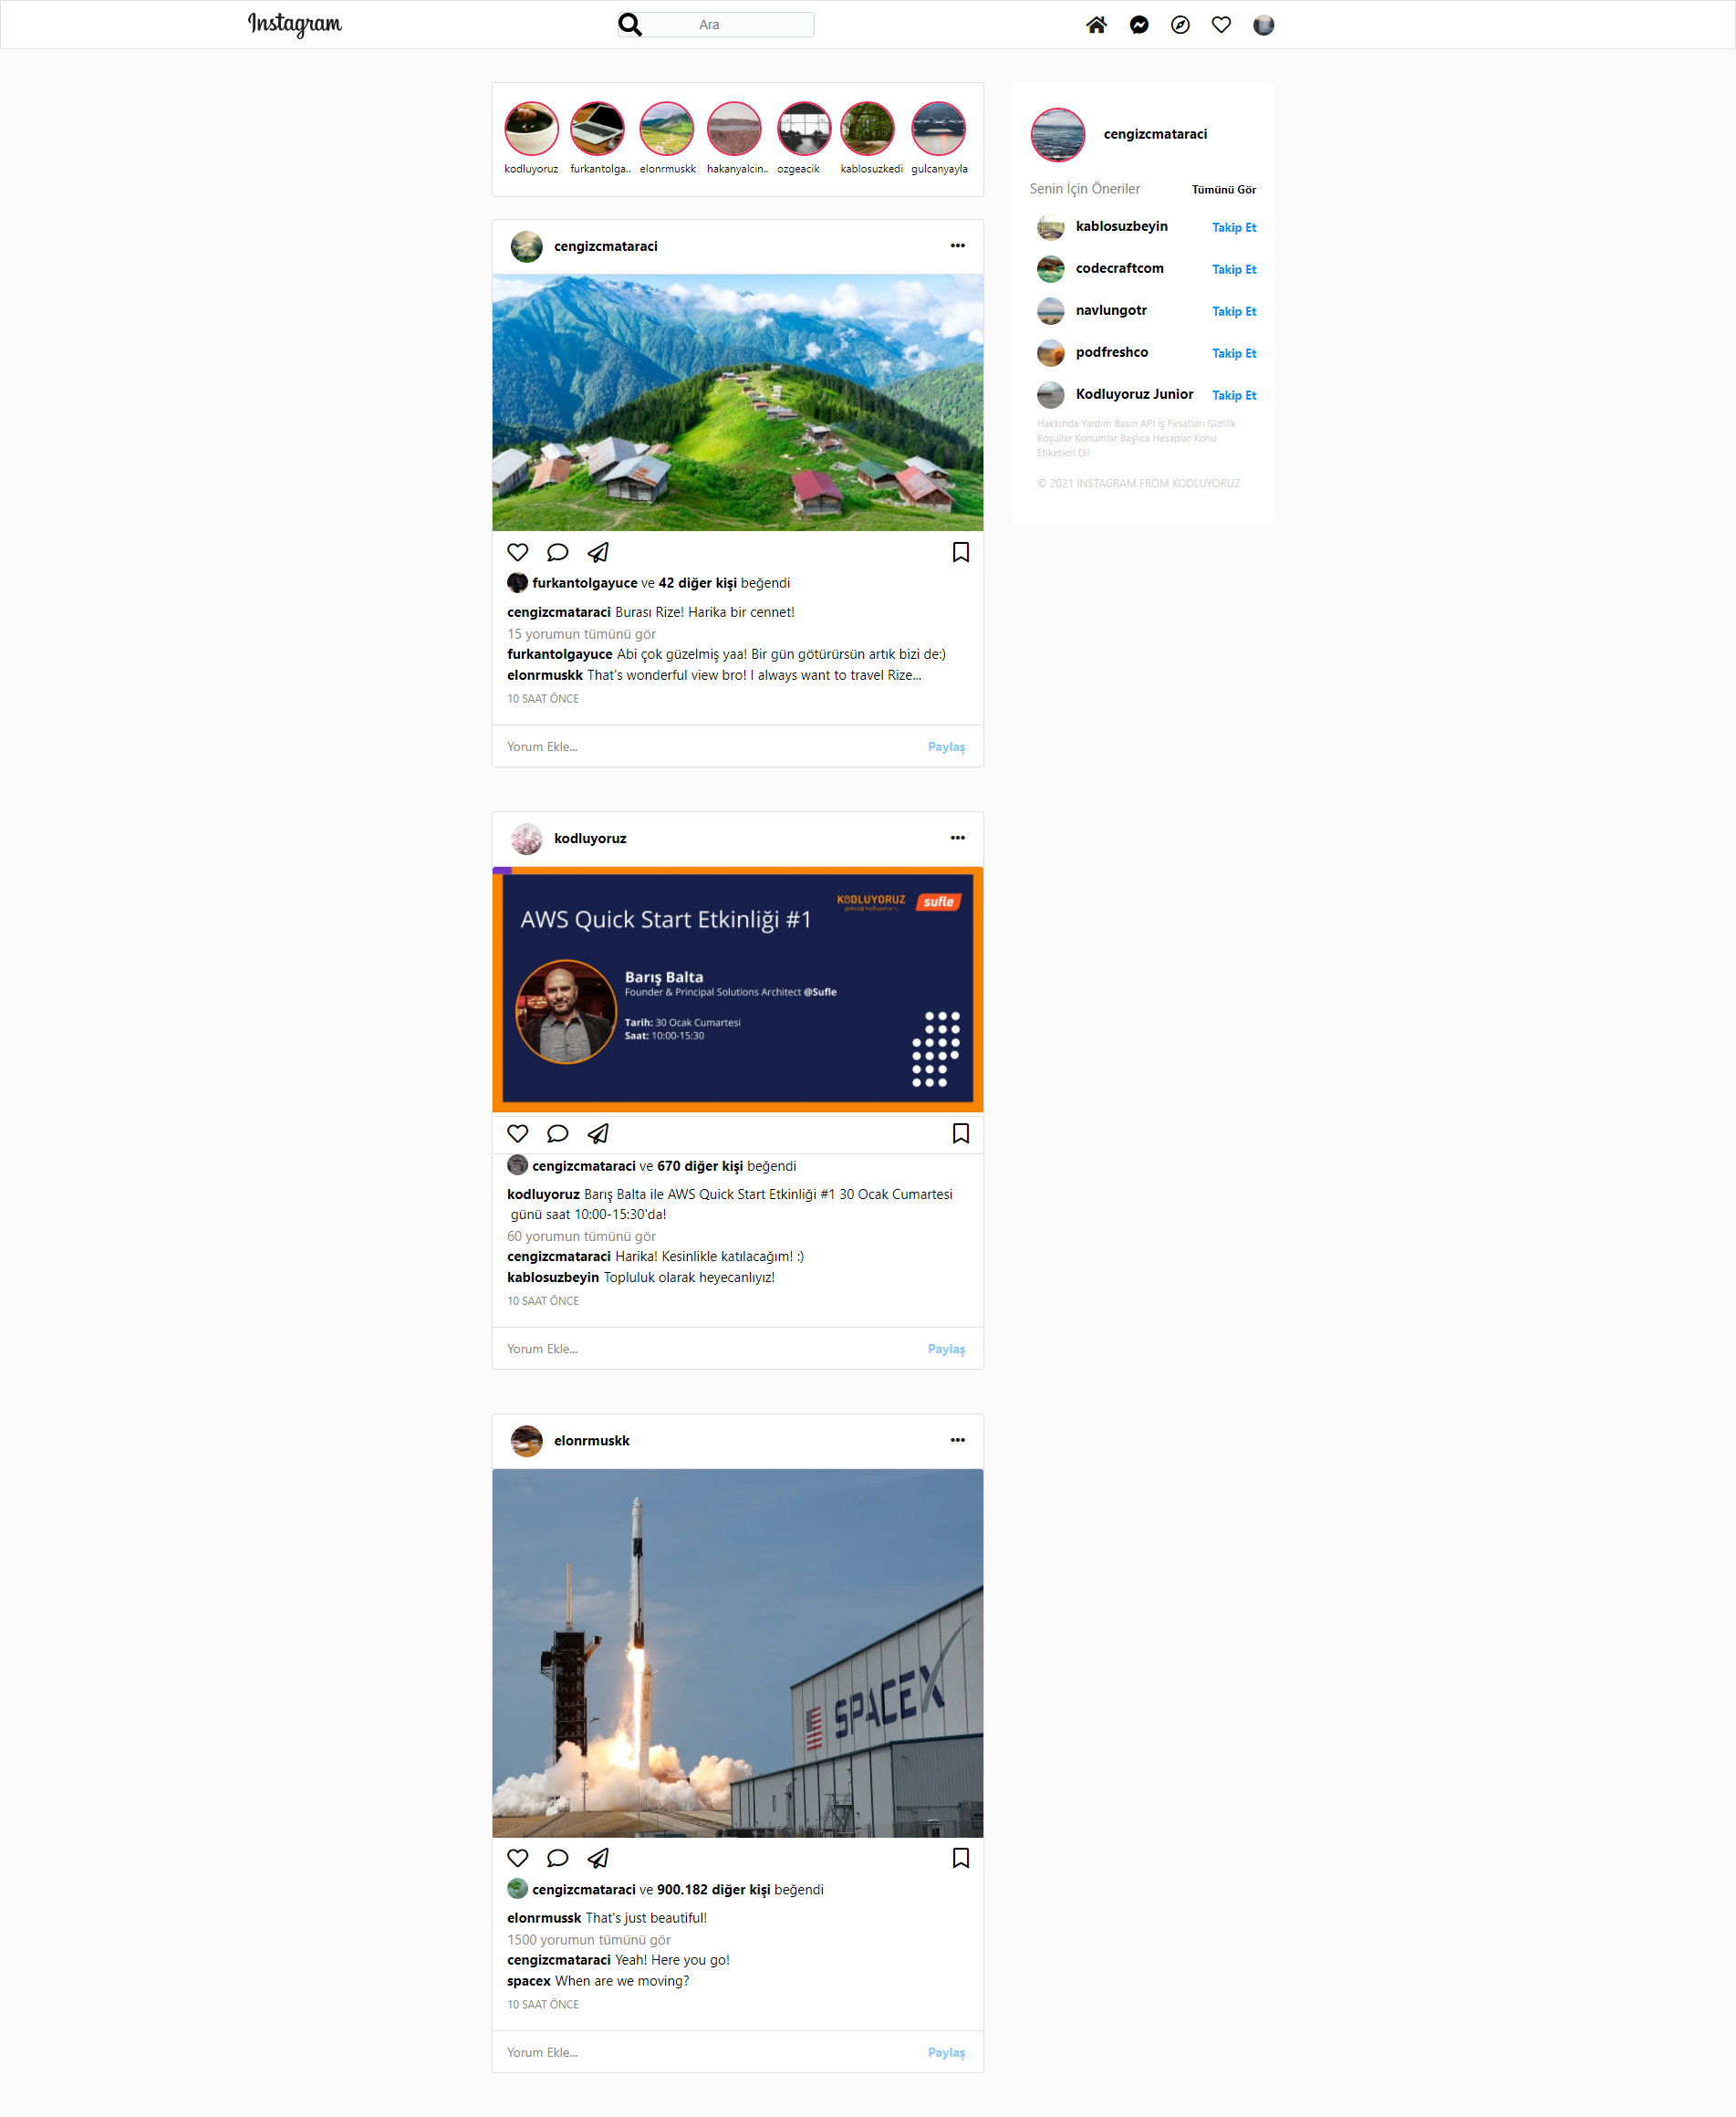 Instagram
Ara
kodluyoruz
furkantolga..
elonrmuskk
hakanyalcin..
ozgeacik
kablosuzkedi
gulcanyayla
cengizcmataraci
Senin İçin Öneriler
Tümünü Gör
kablosuzbeyin
Takip Et
codecraftcom
Takip Et
navlungotr
Takip Et
podfreshco
Takip Et
Kodluyoruz Junior
Takip Et
Hakkında Yardım Basın API İş Fırsatları Gizlilik
Koşullar Konumlar Başlıca Hesaplar Konu
Etiketleri Dil
© 2021 INSTAGRAM FROM KODLUYORUZ
cengizcmataraci
furkantolgayuce ve 42 diğer kişi beğendi
cengizcmataraci Burası Rize! Harika bir cennet!
15 yorumun tümünü gör
furkantolgayuce Abi çok güzelmiş yaa! Bir gün götürürsün artık bizi de:)
elonrmuskk That's wonderful view bro! I always want to travel Rize...
10 SAAT ÖNCE
Yorum Ekle...
Paylaş
kodluyoruz
KODLUYORUZ
geleceği kodluyoruz >_
sufle
AWS Quick Start Etkinliği #1
Barış Balta
Founder & Principal Solutions Architect @Sufle
Tarih: 30 Ocak Cumartesi
Saat: 10:00-15:30
cengizcmataraci ve 670 diğer kişi beğendi
kodluyoruz Barış Balta ile AWS Quick Start Etkinliği #1 30 Ocak Cumartesi
günü saat 10:00-15:30'da!
60 yorumun tümünü gör
cengizcmataraci Harika! Kesinlikle katılacağım! :)
kablosuzbeyin Topluluk olarak heyecanlıyız!
10 SAAT ÖNCE
Yorum Ekle...
Paylaş
elonrmuskk
SPACEX
cengizcmataraci ve 900.182 diğer kişi beğendi
elonrmussk That's just beautiful!
1500 yorumun tümünü gör
cengizcmataraci Yeah! Here you go!
spacex When are we moving?
10 SAAT ÖNCE
Yorum Ekle...
Paylaş